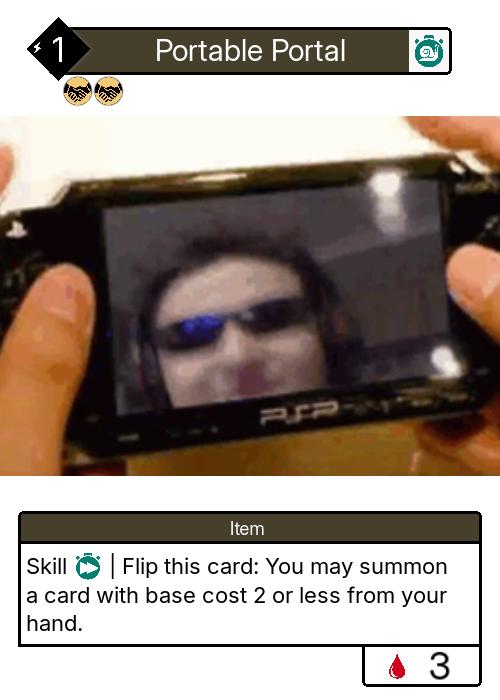 1
Portable Portal
PSP
Item
Skill | Flip this card: You may summon
a card with base cost 2 or less from your
hand.
3